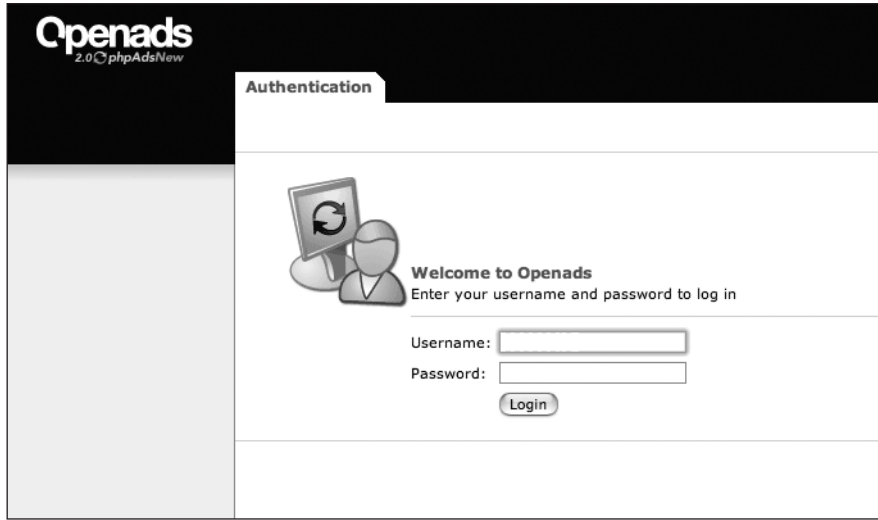 Openads
2.0 phpAdsNew
Authentication
Welcome to Openads
Enter your username and password to log in
Username:
Password:
Login